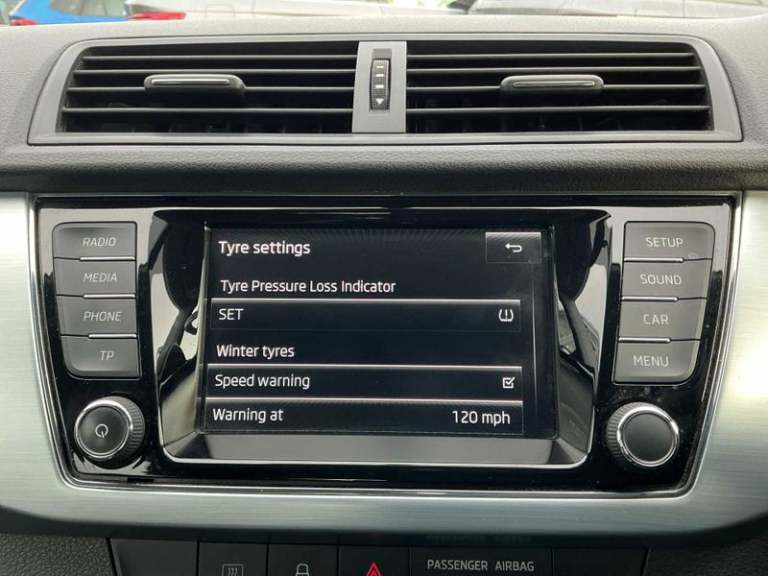 RADIO
MEDIA
PHONE
TP
Tyre settings
Tyre Pressure Loss Indicator
SET
Winter tyres
Speed warning
Warning at 120 mph
SETUP
SOUND
CAR
MENU
PASSENGER AIRBAG